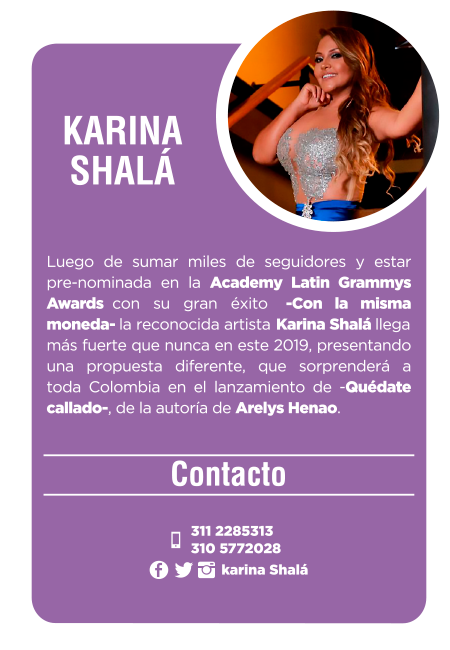 KARINA
SHALÁ
Luego de sumar miles de seguidores y estar
pre-nominada en la Academy Latin Grammys
Awards con su gran éxito -Con la misma
moneda- la reconocida artista Karina Shalá llega
más fuerte que nunca en este 2019, presentando
una propuesta diferente, que sorprenderá a
toda Colombia en el lanzamiento de -Quédate
callado-, de la autoría de Arelys Henao.
Contacto
311 2285313
310 5772028
karina Shalá